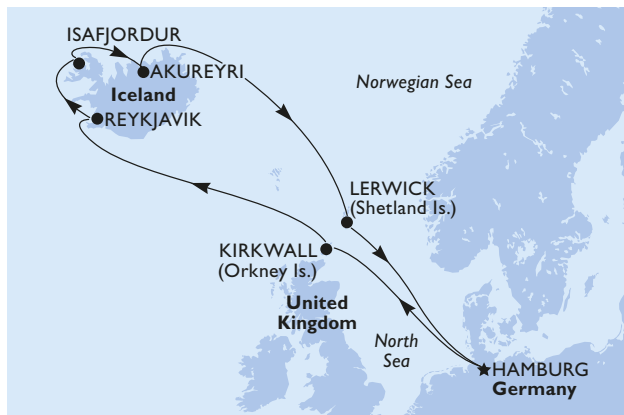 ISAFJORDUR
AKUREYRI
Iceland
REYKJAVIK
Norwegian Sea
LERWICK
(Shetland Is.)
KIRKWALL
(Orkney Is.)
United
Kingdom
North
Sea
HAMBURG
Germany